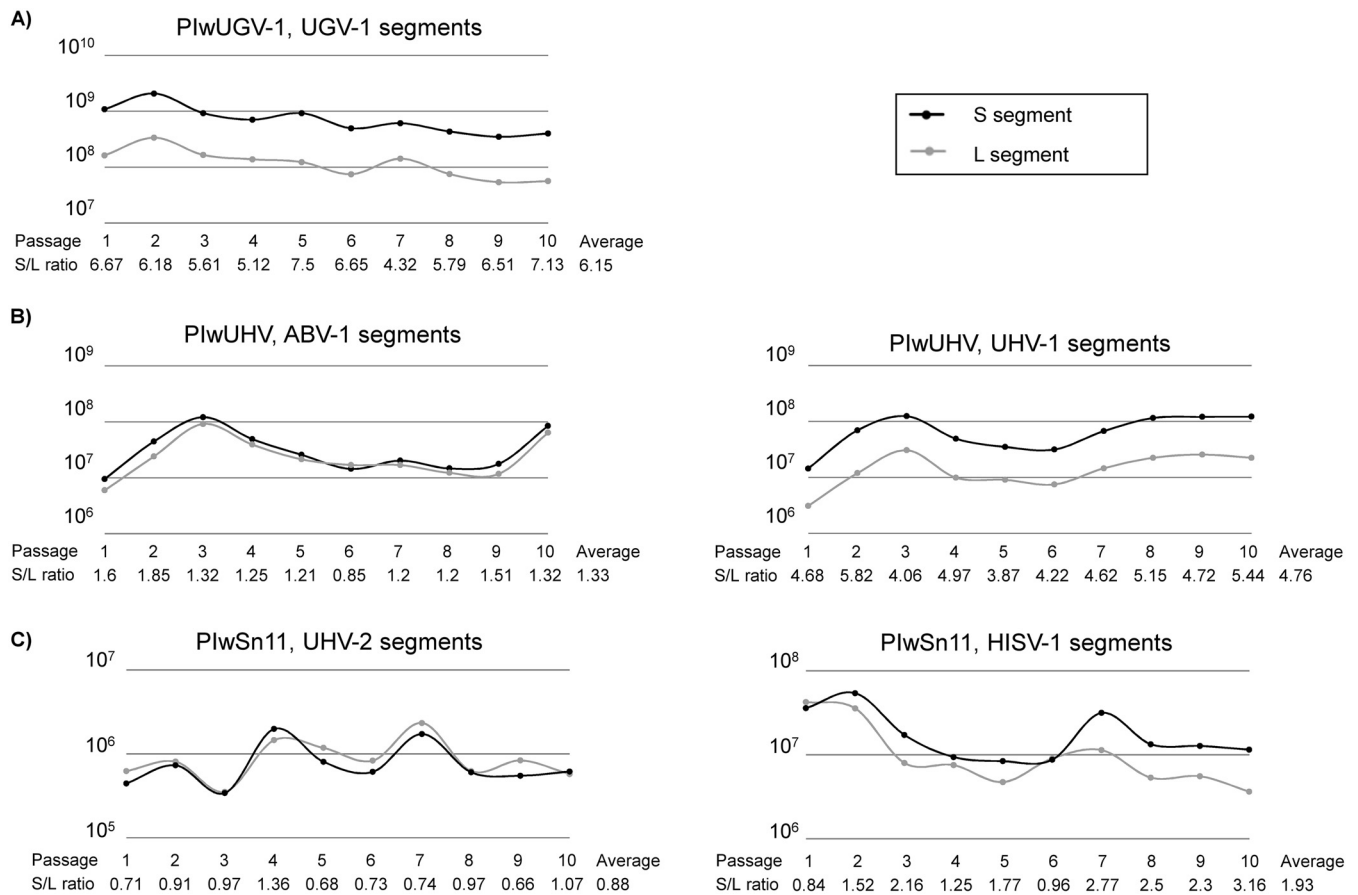 A)
PIwUGV-1, UGV-1 segments
10^10
10^9
10^8
10^7
Passage 1 2 3 4 5 6 7 8 9 10 Average
S/L ratio 6.67 6.18 5.61 5.12 7.5 6.65 4.32 5.79 6.51 7.13 6.15
S segment
L segment
B)
PIwUHV, ABV-1 segments
10^9
10^8
10^7
10^6
Passage 1 2 3 4 5 6 7 8 9 10 Average
S/L ratio 1.6 1.85 1.32 1.25 1.21 0.85 1.2 1.2 1.51 1.32 1.33
PIwUHV, UHV-1 segments
10^9
10^8
10^7
10^6
Passage 1 2 3 4 5 6 7 8 9 10 Average
S/L ratio 4.68 5.82 4.06 4.97 3.87 4.22 4.62 5.15 4.72 5.44 4.76
C)
PIwSn11, UHV-2 segments
10^7
10^6
10^5
Passage 1 2 3 4 5 6 7 8 9 10 Average
S/L ratio 0.71 0.91 0.97 1.36 0.68 0.73 0.74 0.97 0.66 1.07 0.88
PIwSn11, HISV-1 segments
10^8
10^7
10^6
Passage 1 2 3 4 5 6 7 8 9 10 Average
S/L ratio 0.84 1.52 2.16 1.25 1.77 0.96 2.77 2.5 2.3 3.16 1.93